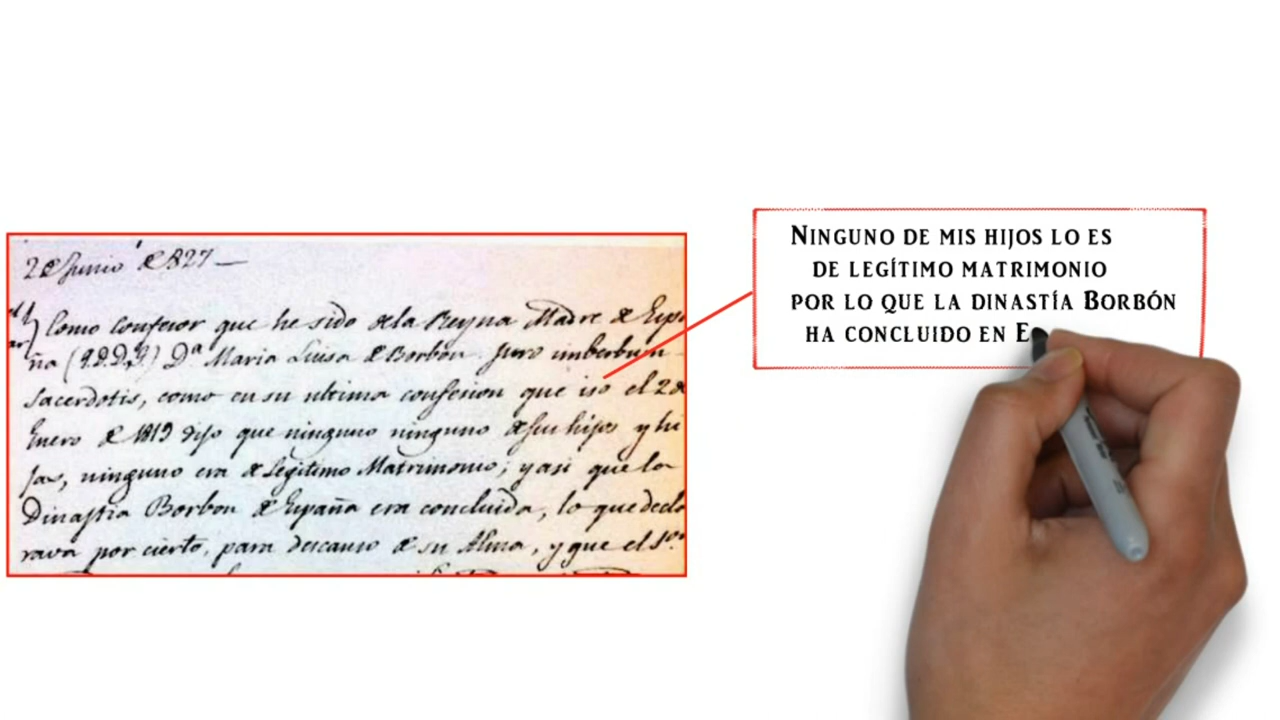 2 de Junio de 1827
Como confesor que he sido de la Reyna Madre de Espa
ña (q.e.p.d.) Dª Maria Luisa de Borbon. Juro imberbum
Sacerdotis, como en su ultima confesion que iso el 2 de
Enero de 1819 dijo que ninguno ninguno de sus hijos y hi
jas, ninguno era de legitimo Matrimonio; y asi que la
Dinastia Borbon de España era concluida, lo que decla
rava por cierto, para descanso de su Alma, y que el S.or
NINGUNO DE MIS HIJOS LO ES
DE LEGÍTIMO MATRIMONIO
POR LO QUE LA DINASTÍA BORBÓN
HA CONCLUIDO EN E